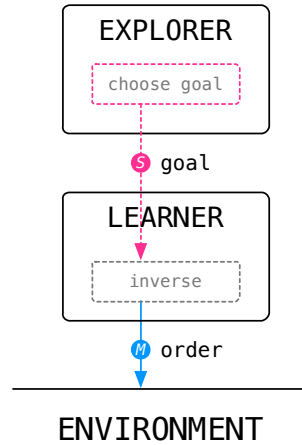 EXPLORER
choose goal
S goal
LEARNER
inverse
M order
ENVIRONMENT